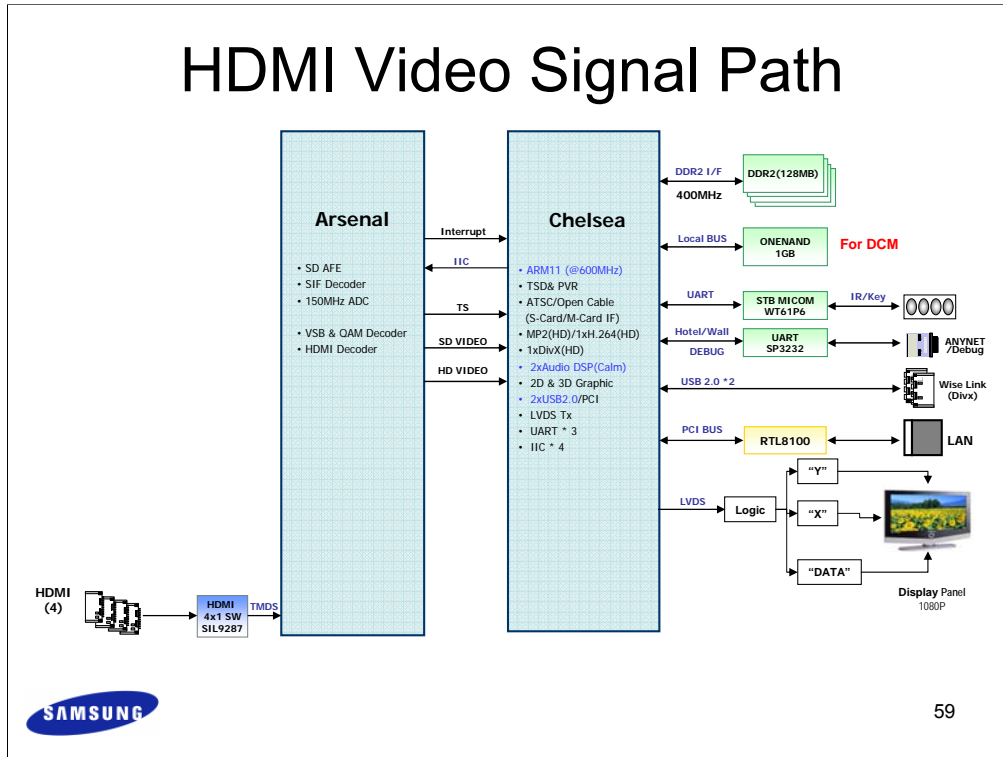 HDMI Video Signal Path
Arsenal
• SD AFE
• SIF Decoder
• 150MHz ADC
• VSB & QAM Decoder
• HDMI Decoder
Interrupt
IIC
TS
SD VIDEO
HD VIDEO
Chelsea
• ARM11 (@600MHz)
• TSD& PVR
• ATSC/Open Cable
(S-Card/M-Card IF)
• MP2(HD)/1xH.264(HD)
• 1xDivX(HD)
• 2xAudio DSP(Calm)
• 2D & 3D Graphic
• 2xUSB2.0/PCI
• LVDS Tx
• UART * 3
• IIC * 4
DDR2 I/F
400MHz
DDR2(128MB)
Local BUS
ONENAND
1GB
For DCM
UART
STB MICOM
WT61P6
IR/Key
Hotel/Wall
DEBUG
UART
SP3232
ANYNET
/Debug
USB 2.0 *2
Wise Link
(Divx)
PCI BUS
RTL8100
LAN
LVDS
Logic
“Y”
“X”
“DATA”
Display Panel
1080P
HDMI
(4)
HDMI
4x1 SW
SIL9287
TMDS
SAMSUNG
59